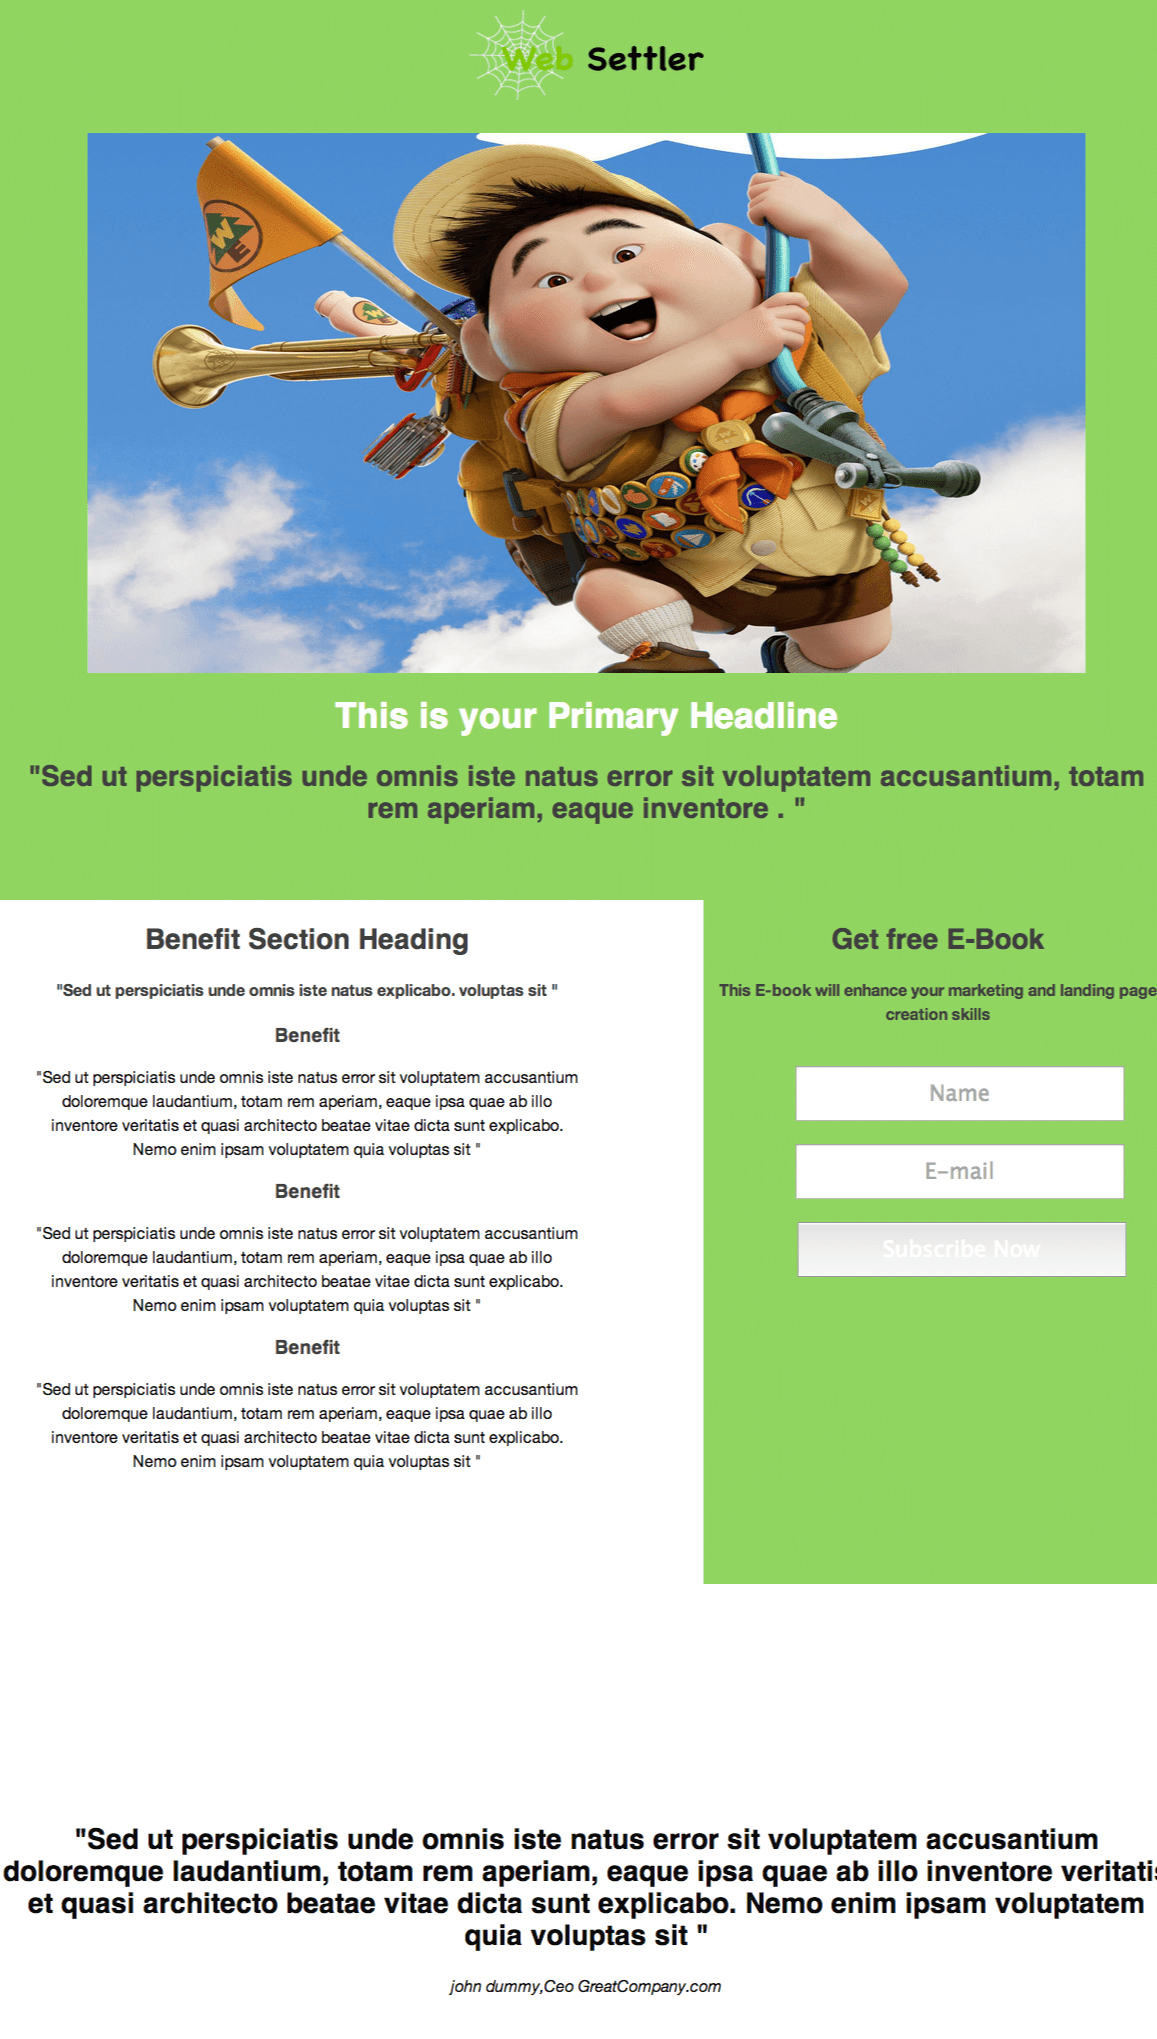 Web Settler
WE
This is your Primary Headline
"Sed ut perspiciatis unde omnis iste natus error sit voluptatem accusantium, totam
rem aperiam, eaque inventore . "
Benefit Section Heading
"Sed ut perspiciatis unde omnis iste natus explicabo. voluptas sit "
Benefit
"Sed ut perspiciatis unde omnis iste natus error sit voluptatem accusantium
doloremque laudantium, totam rem aperiam, eaque ipsa quae ab illo
inventore veritatis et quasi architecto beatae vitae dicta sunt explicabo.
Nemo enim ipsam voluptatem quia voluptas sit "
Benefit
"Sed ut perspiciatis unde omnis iste natus error sit voluptatem accusantium
doloremque laudantium, totam rem aperiam, eaque ipsa quae ab illo
inventore veritatis et quasi architecto beatae vitae dicta sunt explicabo.
Nemo enim ipsam voluptatem quia voluptas sit "
Benefit
"Sed ut perspiciatis unde omnis iste natus error sit voluptatem accusantium
doloremque laudantium, totam rem aperiam, eaque ipsa quae ab illo
inventore veritatis et quasi architecto beatae vitae dicta sunt explicabo.
Nemo enim ipsam voluptatem quia voluptas sit "
Get free E-Book
This E-book will enhance your marketing and landing page
creation skills
Name
E-mail
Subscribe Now
"Sed ut perspiciatis unde omnis iste natus error sit voluptatem accusantium
doloremque laudantium, totam rem aperiam, eaque ipsa quae ab illo inventore veritatis
et quasi architecto beatae vitae dicta sunt explicabo. Nemo enim ipsam voluptatem
quia voluptas sit "
john dummy,Ceo GreatCompany.com